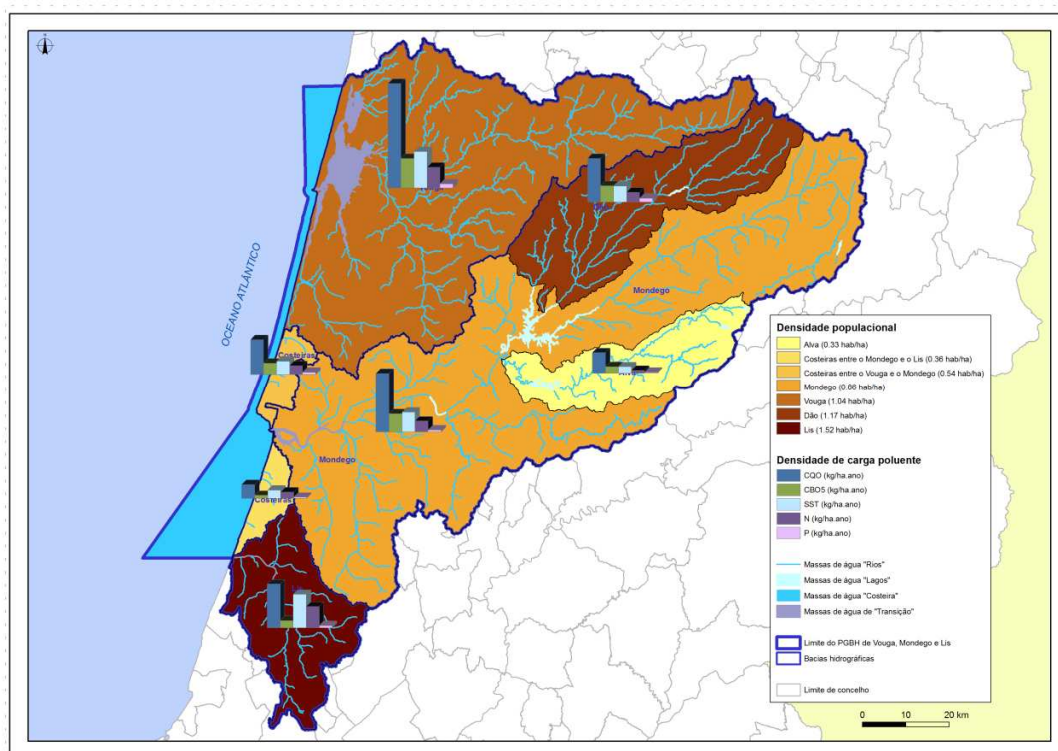 OCEANO ATLÂNTICO
Costeiras
Mondego
Mondego
Costeiras
Densidade populacional
Alva (0.33 hab/ha)
Costeiras entre o Mondego e o Lis (0.36 hab/ha)
Costeiras entre o Vouga e o Mondego (0.54 hab/ha)
Mondego (0.66 hab/ha)
Vouga (1.04 hab/ha)
Dão (1.17 hab/ha)
Lis (1.52 hab/ha)
Densidade de carga poluente
CQO (kg/ha.ano)
CBO5 (kg/ha.ano)
SST (kg/ha.ano)
N (kg/ha.ano)
P (kg/ha.ano)
Massas de água "Rios"
Massas de água "Lagos"
Massas de água "Costeira"
Massas de água de "Transição"
Limite do PGBH de Vouga, Mondego e Lis
Bacias hidrográficas
Limite de concelho
0 10 20 km